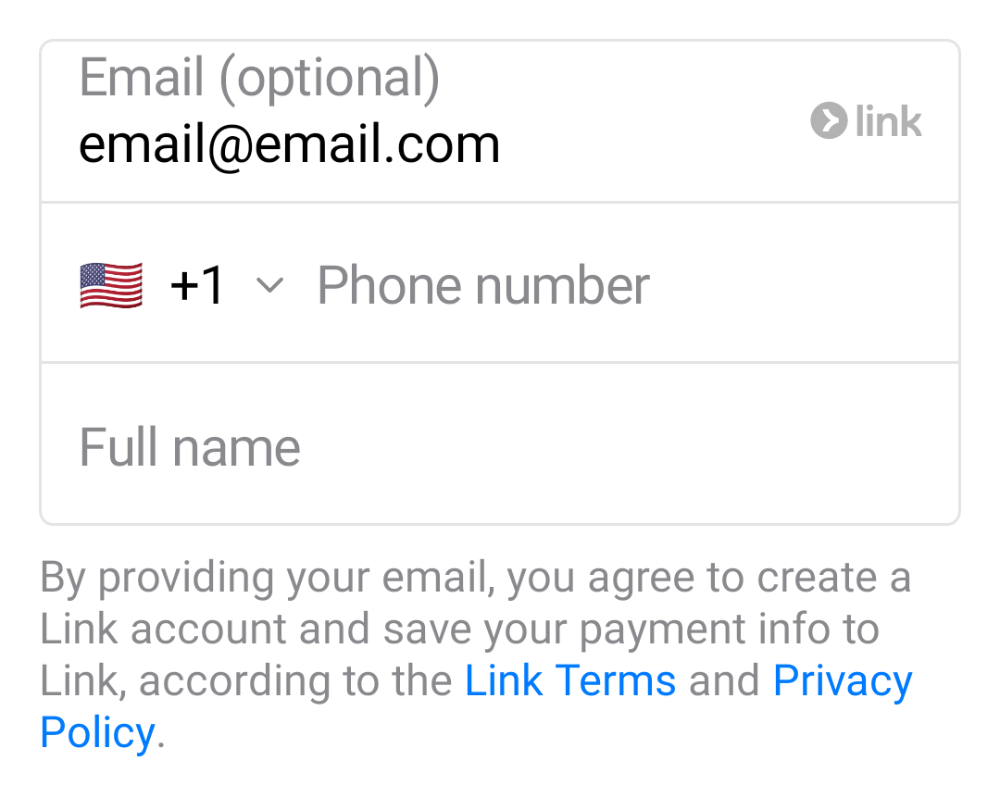 Email (optional)
email@email.com
link
+1 Phone number
Full name
By providing your email, you agree to create a
Link account and save your payment info to
Link, according to the Link Terms and Privacy
Policy.